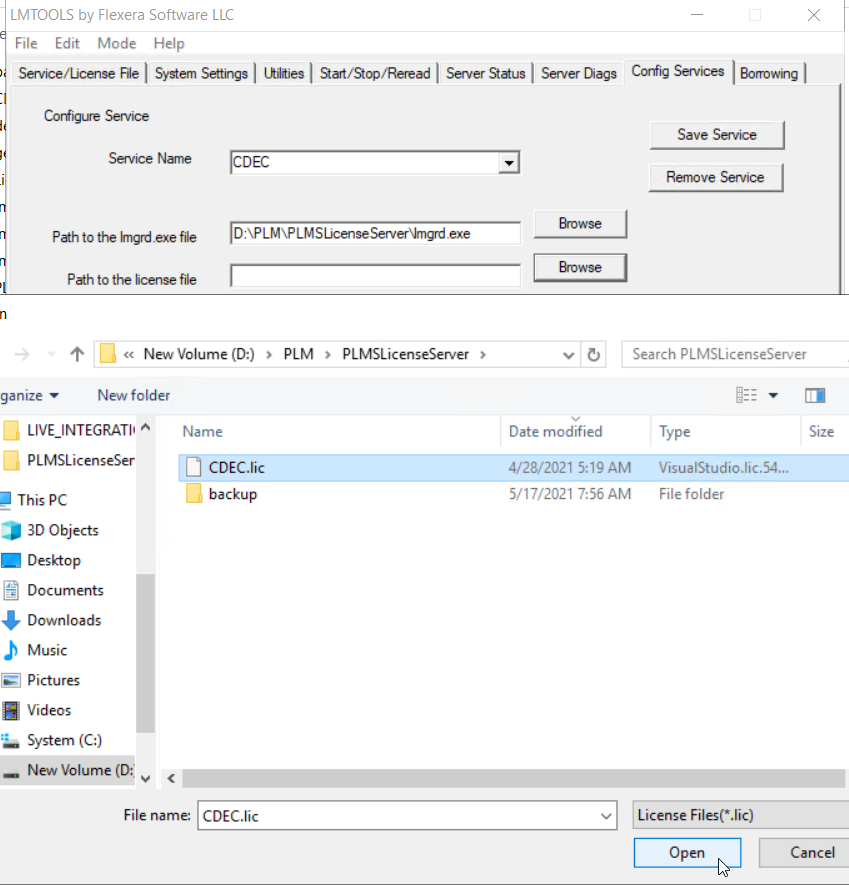 LMTOOLS by Flexera Software LLC
File Edit Mode Help
Service/License File System Settings Utilities Start/Stop/Reread Server Status Server Diags Config Services Borrowing
Configure Service
Save Service
Service Name CDEC
Remove Service
Path to the lmgrd.exe file D:\PLM\PLMSLicenseServer\lmgrd.exe Browse
Path to the license file Browse
n
« New Volume (D:) > PLM > PLMSLicenseServer > Search PLMSLicenseServer
ganize New folder
LIVE_INTEGRATI Name Date modified Type Size
PLMSLicenseSer CDEC.lic 4/28/2021 5:19 AM VisualStudio.lic.54...
backup 5/17/2021 7:56 AM File folder
This PC
3D Objects
Desktop
Documents
Downloads
Music
Pictures
Videos
System (C:)
New Volume (D:
File name: CDEC.lic License Files(*.lic)
Open Cancel